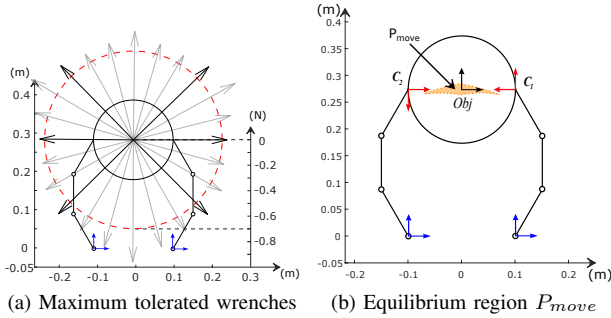 (m)
0.4
0.3
0.2
0.1
0
-0.05
-0.2 -0.1 0 0.1 0.2 0.3
(m)
(N)
0
-0.2
-0.4
-0.6
-0.8
(a) Maximum tolerated wrenches
(m)
0.4
0.35
0.3
0.25
0.2
0.15
0.1
0.05
0
-0.05
-0.2 -0.1 0 0.1 0.2
(m)
Pmove
C2
C1
Obj
(b) Equilibrium region Pmove